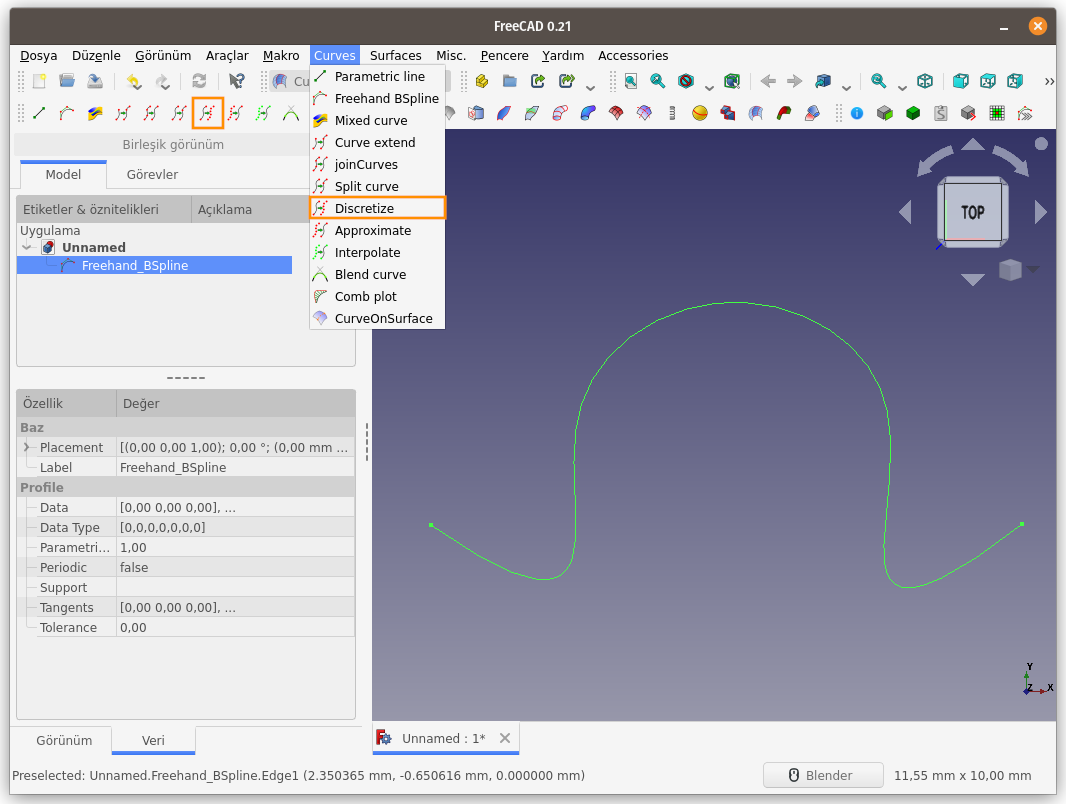 FreeCAD 0.21
Dosya Düzenle Görünüm Araçlar Makro Curves Surfaces Misc. Pencere Yardım Accessories
Cu
Parametric line
Freehand BSpline
Mixed curve
Curve extend
joinCurves
Split curve
Discretize
Approximate
Interpolate
Blend curve
Comb plot
CurveOnSurface
Birleşik görünüm
Model Görevler
Etiketler & öznitelikleri Açıklama
Uygulama
Unnamed
Freehand_BSpline
TOP
Özellik Değer
Baz
Placement [(0,00 0,00 1,00); 0,00 °; (0,00 mm ...
Label Freehand_BSpline
Profile
Data [0,00 0,00 0,00], ...
Data Type [0,0,0,0,0,0,0]
Parametri... 1,00
Periodic false
Support
Tangents [0,00 0,00 0,00], ...
Tolerance 0,00
Y
Z X
Görünüm Veri
Unnamed : 1*
Preselected: Unnamed.Freehand_BSpline.Edge1 (2.350365 mm, -0.650616 mm, 0.000000 mm)
Blender 11,55 mm x 10,00 mm